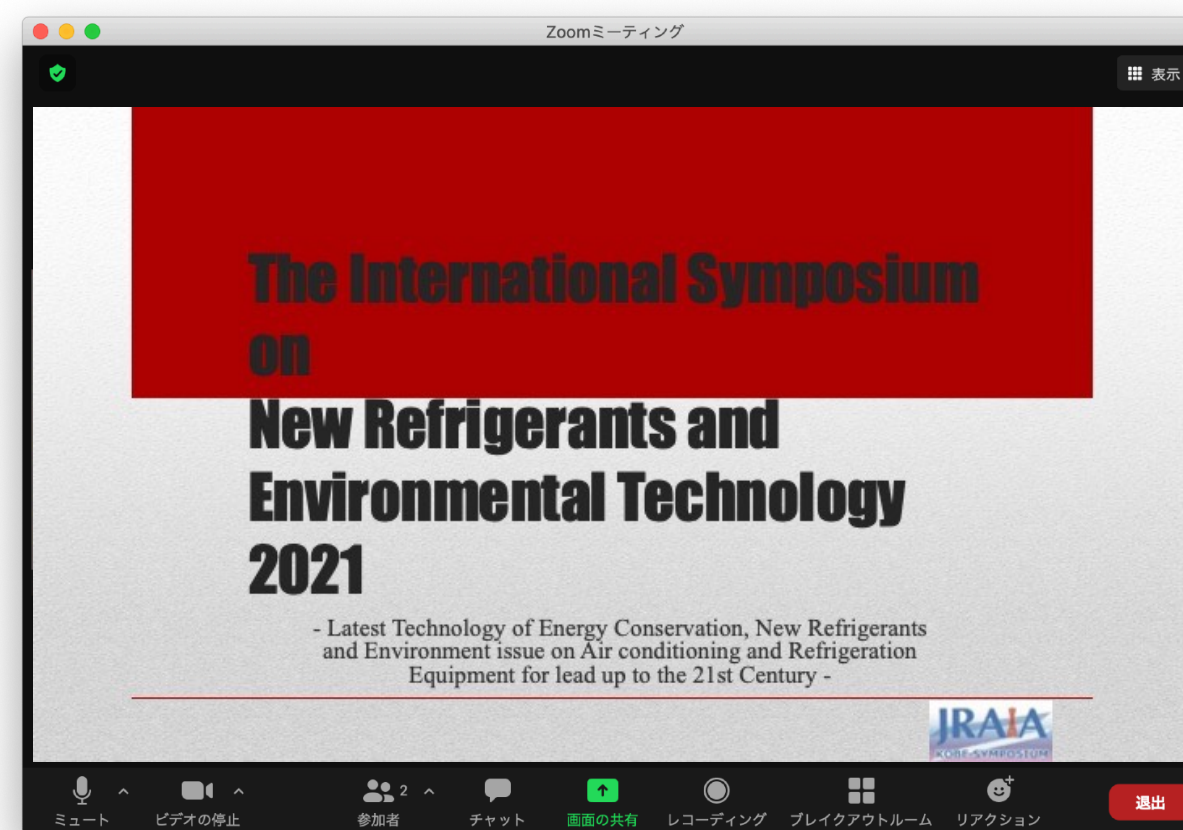 Zoomミーティング
表示
The International Symposium
on
New Refrigerants and
Environmental Technology
2021
- Latest Technology of Energy Conservation, New Refrigerants
and Environment issue on Air conditioning and Refrigeration
Equipment for lead up to the 21st Century -
JRAIA
KOBE-SYMPOSIUM
2
ミュート
ビデオの停止
参加者
チャット
画面の共有
レコーディング
ブレイクアウトルーム
リアクション
退出